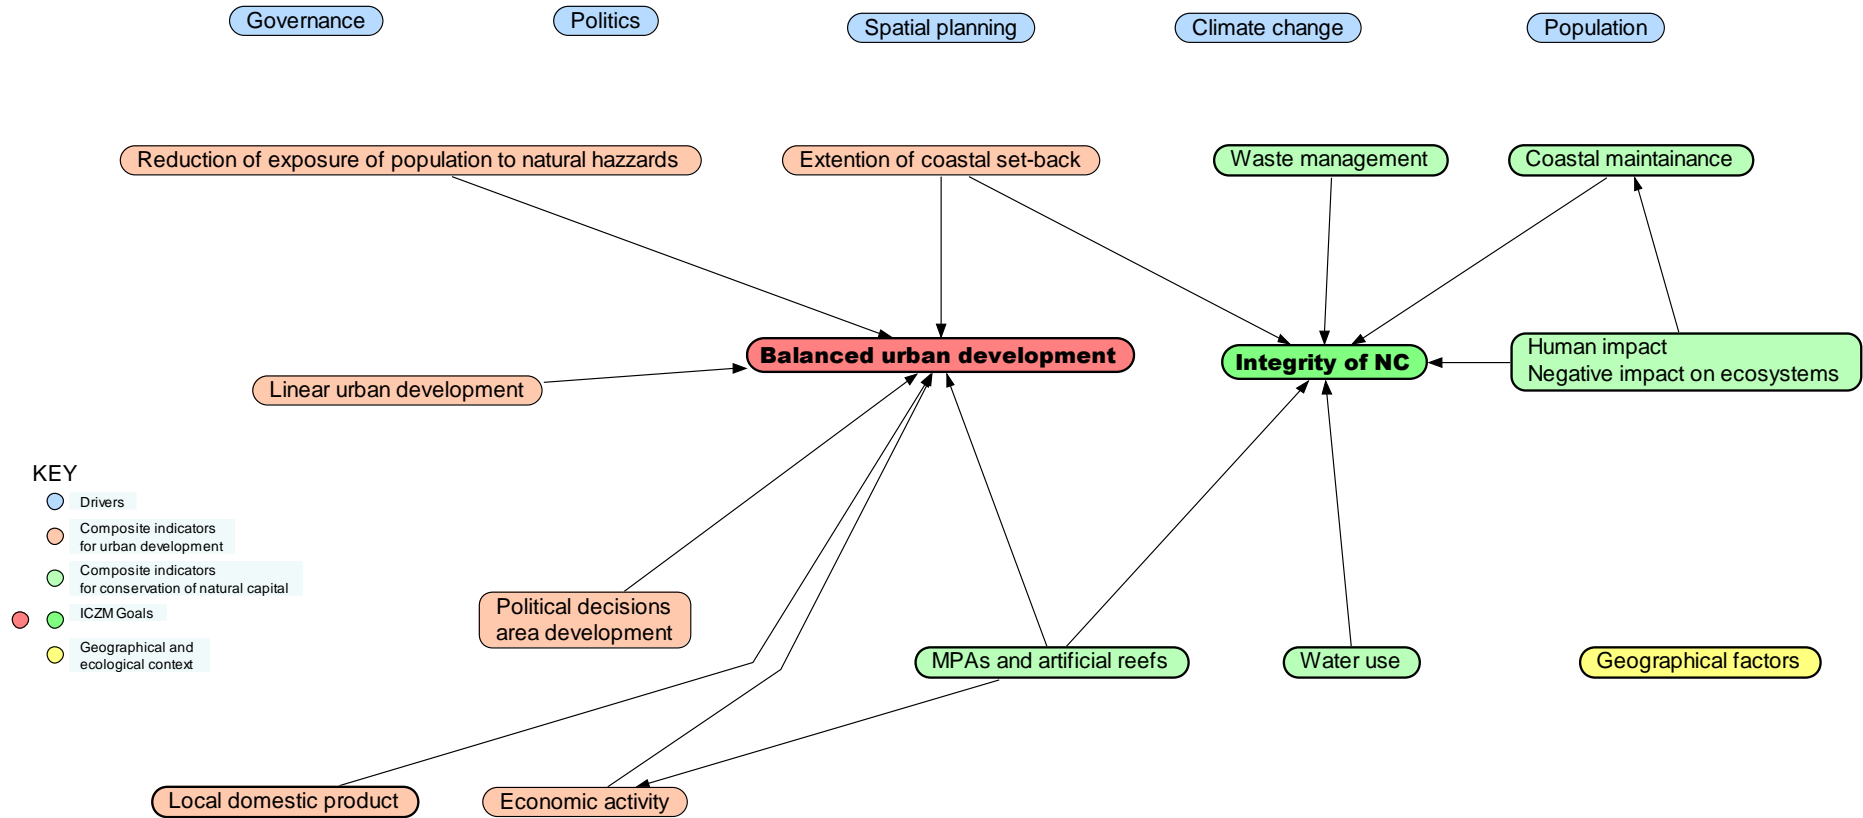 Governance
Politics
Spatial planning
Climate change
Population
Reduction of exposure of population to natural hazzards
Extention of coastal set-back
Waste management
Coastal maintainance
Balanced urban development
Integrity of NC
Human impact
Negative impact on ecosystems
Linear urban development
KEY
Drivers
Composite indicators
for urban development
Composite indicators
for conservation of natural capital
ICZM Goals
Geographical and
ecological context
Political decisions
area development
MPAs and artificial reefs
Water use
Geographical factors
Local domestic product
Economic activity